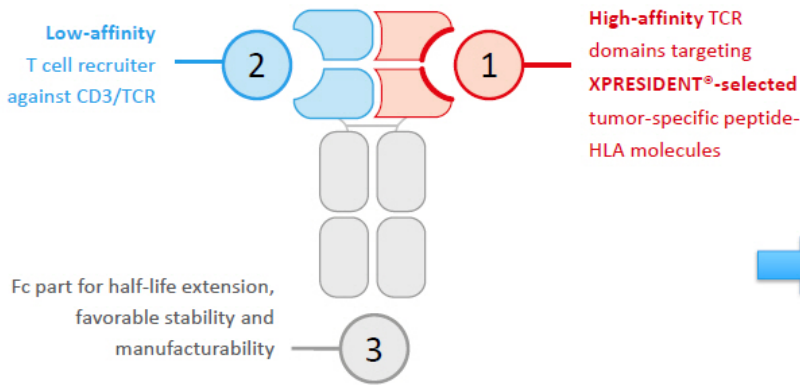 Low-affinity
T cell recruiter
against CD3/TCR
2
1
High-affinity TCR
domains targeting
XPRESIDENT®-selected
tumor-specific peptide-
HLA molecules
Fc part for half-life extension,
favorable stability and
manufacturability
3